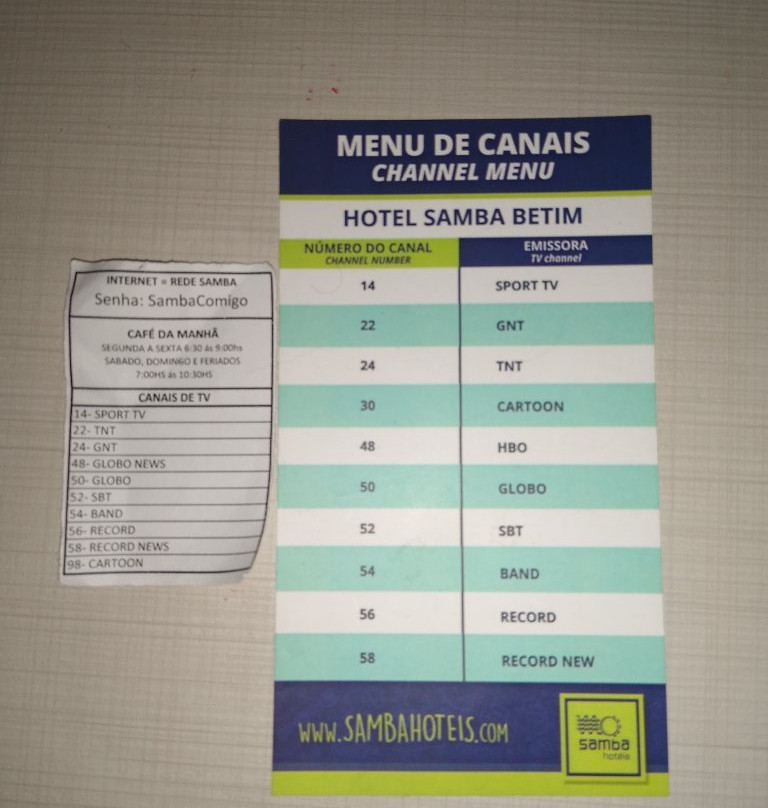 INTERNET = REDE SAMBA
Senha: SambaComigo
CAFÉ DA MANHÃ
SEGUNDA A SEXTA 6:30 ás 9:00hs
SABADO, DOMINGO E FERIADOS
7:00HS ás 10:30HS
CANAIS DE TV
14- SPORT TV
22- TNT
24- GNT
48- GLOBO NEWS
50- GLOBO
52- SBT
54- BAND
56- RECORD
58- RECORD NEWS
98- CARTOON
MENU DE CANAIS
CHANNEL MENU
HOTEL SAMBA BETIM
NÚMERO DO CANAL EMISSORA
CHANNEL NUMBER TV channel
14 SPORT TV
22 GNT
24 TNT
30 CARTOON
48 HBO
50 GLOBO
52 SBT
54 BAND
56 RECORD
58 RECORD NEW
WWW.SAMBAHOTEIS.COM
samba
hotéis